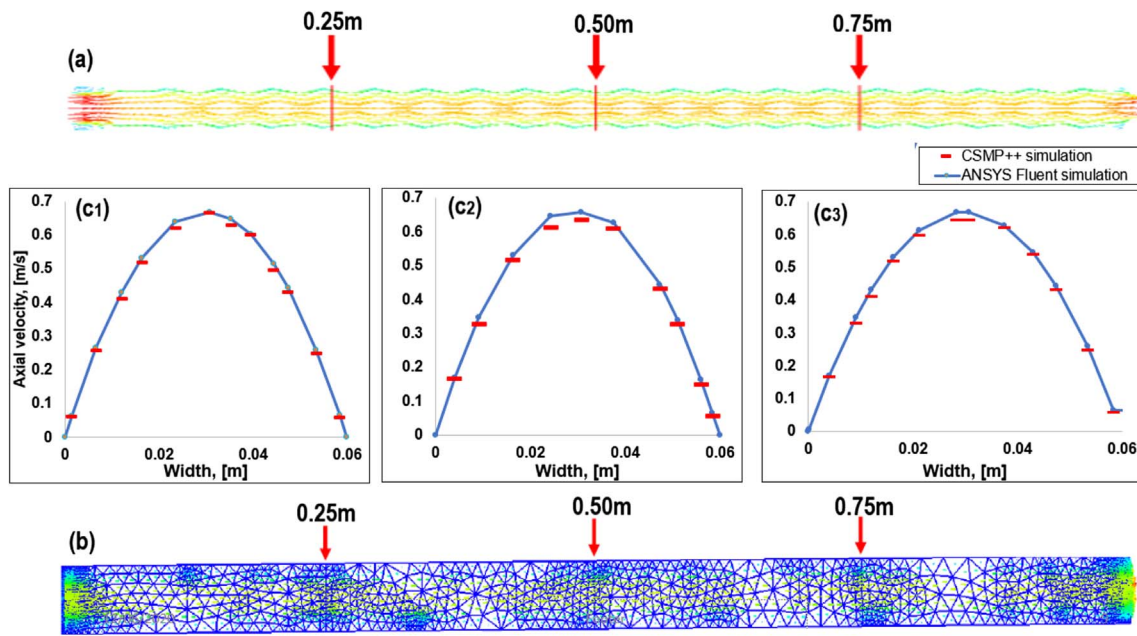 0.25m 0.50m 0.75m
(a)
CSMP++ simulation
ANSYS Fluent simulation
(c1)
0.7
0.6
0.5
0.4
0.3
0.2
0.1
0
Axial velocity, [m/s]
0 0.02 0.04 0.06
Width, [m]
(c2)
0.7
0.6
0.5
0.4
0.3
0.2
0.1
0
0 0.02 0.04 0.06
Width, [m]
(c3)
0.7
0.6
0.5
0.4
0.3
0.2
0.1
0
0 0.02 0.04 0.06
Width, [m]
0.25m 0.50m 0.75m
(b)